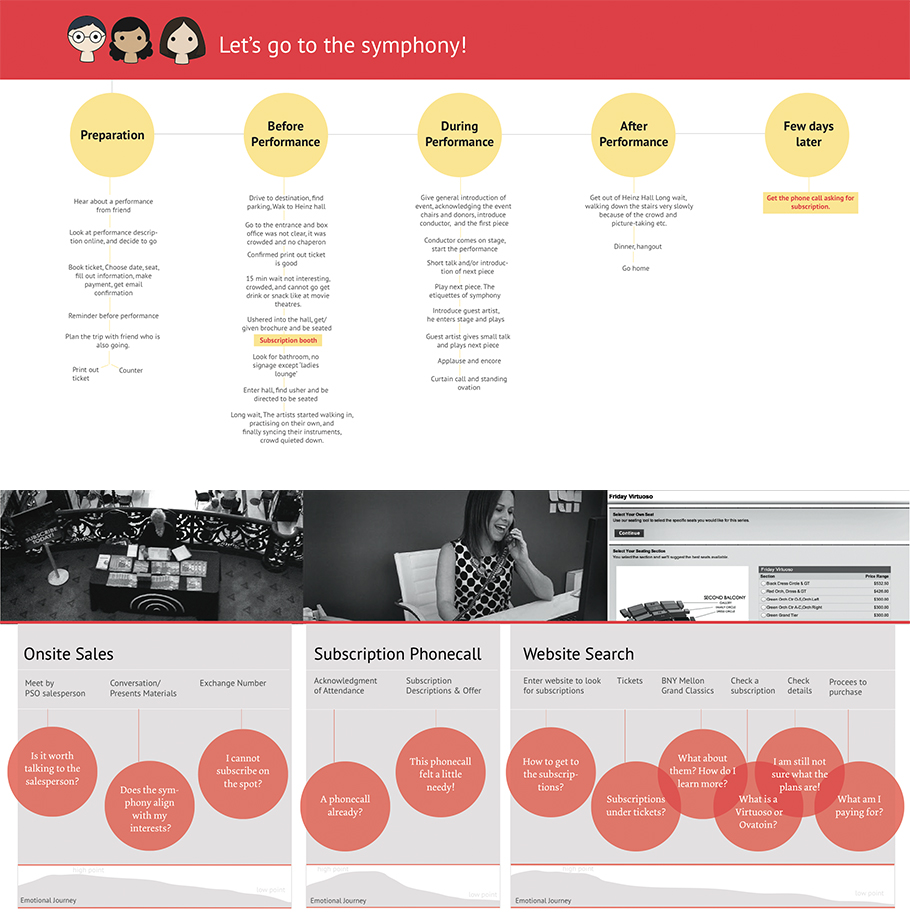 Let's go to the symphony!
Preparation
Before
Performance
During
Performance
After
Performance
Few days
later
Hear about a performance
from friend
Look at performance descrip-
tion online, and decide to go
Book ticket, Choose date, seat,
fill out information, make
payment, get email
confirmation
Reminder before performance
Plan the trip with friend who is
also going.
Print out
ticket
Counter
Drive to destination, find
parking, Wak to Heinz hall
Go to the entrance and box
office was not clear, it was
crowded and no chaperon
Confirmed print out ticket
is good
15 min wait not interesting,
crowded, and cannot go get
drink or snack like at movie
theatres.
Ushered into the hall, get/
given brochure and be seated
Subscription booth
Look for bathroom, no
signage except 'ladies
lounge'
Enter hall, find usher and be
directed to be seated
Long wait, The artists started walking in,
practising on their own, and
finally syncing their instruments,
crowd quieted down.
Give general introduction of
event, acknowledging the event
chairs and donors, introduce
conductor,  and the first piece
Conductor comes on stage,
start the performance
Short talk and/or introduc-
tion of next piece
Play next piece. The
etiquettes of symphony
Introduce guest artist,
he enters stage and plays
Guest artist gives small talk
and plays next piece
Applause and encore
Curtain call and standing
ovation
Get out of Heinz Hall Long wait,
walking down the stairs very slowly
because of the crowd and
picture-taking etc.
Dinner, hangout
Go home
Get the phone call asking for
subscription.
SUBSCRIBE
TODAY!
Friday Virtuoso
Select Your Own Seat
Use our seating tool to select the specific seats you would like for this series.
Continue
Select Your Seating Section
Select the section and we'll suggest the best seats available
SECOND BALCONY
GALLERY
FAMILY CIRCLE
GRAND CIRCLE
Friday Virtuoso
Section
Price Range
Black Dress Circle & GT
$532.50
Red Orch, Dress & GT
$426.00
Green Orch Ctr O-S,Orch Left
$300.00
Green Orch Ctr A-C,Orch Right
$300.00
Green Grand Tier
$300.00
Onsite Sales
Meet by
PSO salesperson
Conversation/
Presents Materials
Exchange Number
Is it worth
talking to the
salesperson?
Does the sym-
phony align
with my
interests?
I cannot
subscribe on
the spot?
high point
low point
Emotional Journey
Subscription Phonecall
Acknowledgment
of Attendance
Subscription
Descriptions & Offer
A phonecall
already?
This phonecall
felt a little
needy!
high point
low point
Emotional Journey
Website Search
Enter website to look
for subscriptions
Tickets
BNY Mellon
Grand Classics
Check a
subscription
Check
details
Procees to
purchase
How to get to
the subscrip-
tions?
Subscriptions
under tickets?
What about
them? How do I
learn more?
What is a
Virtuoso or
Ovatoin?
I am still not
sure what the
plans are!
What am I
paying for?
high point
low point
Emotional Journey